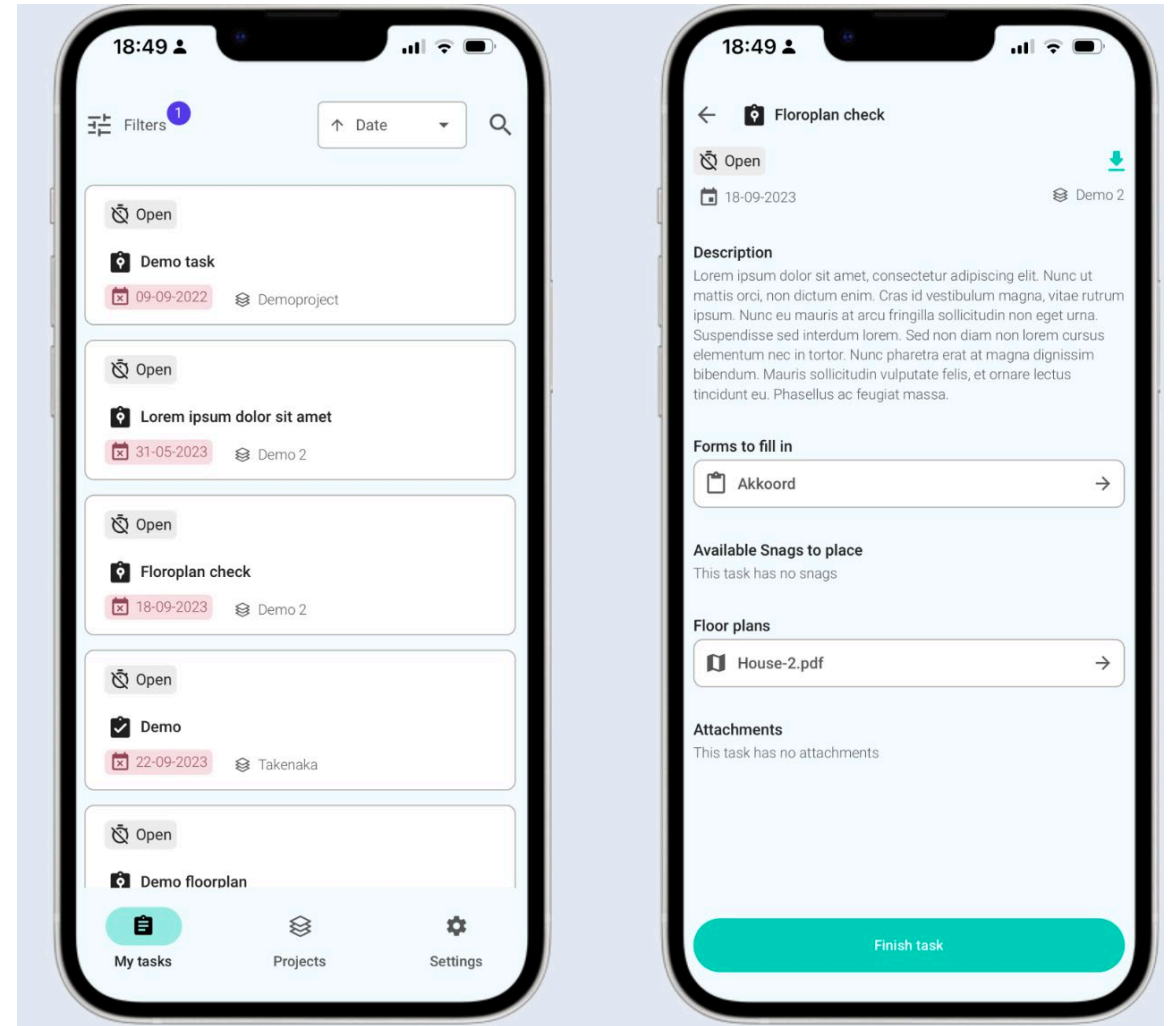 18:49
Filters
1
Date
Open
Demo task
09-09-2022
Demoproject
Open
Lorem ipsum dolor sit amet
31-05-2023
Demo 2
Open
Floroplan check
18-09-2023
Demo 2
Open
Demo
22-09-2023
Takenaka
Open
Demo floorplan
My tasks
Projects
Settings
18:49
Floroplan check
Open
18-09-2023
Demo 2
Description
Lorem ipsum dolor sit amet, consectetur adipiscing elit. Nunc ut
mattis orci, non dictum enim. Cras id vestibulum magna, vitae rutrum
ipsum. Nunc eu mauris at arcu fringilla sollicitudin non eget urna.
Suspendisse sed interdum lorem. Sed non diam non lorem cursus
elementum nec in tortor. Nunc pharetra erat at magna dignissim
bibendum. Mauris sollicitudin vulputate felis, et ornare lectus
tincidunt eu. Phasellus ac feugiat massa.
Forms to fill in
Akkoord
Available Snags to place
This task has no snags
Floor plans
House-2.pdf
Attachments
This task has no attachments
Finish task